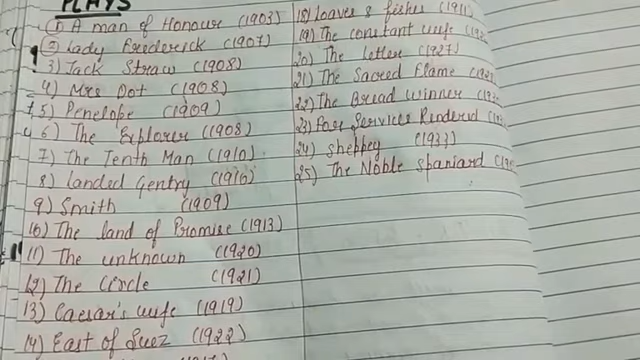 PLAYS
1) A man of Honour (1903)
2) Lady Frederick (1907)
3) Jack Straw (1908)
4) Mrs Dot (1908)
5) Penelope (1909)
6) The Explorer (1908)
7) The Tenth Man (1910)
8) Landed Gentry (1910)
9) Smith (1909)
10) The land of Promise (1913)
11) The unknown (1920)
12) The Circle (1921)
13) Caesar's wife (1919)
14) East of Suez (1922)
18) Loaves & fishes (1911)
19) The constant wife
20) The Letter (1927)
21) The Sacred Flame
22) The Bread Winner
23) For Services Rendered
24) Sheppey (1933)
25) The Noble Spaniard